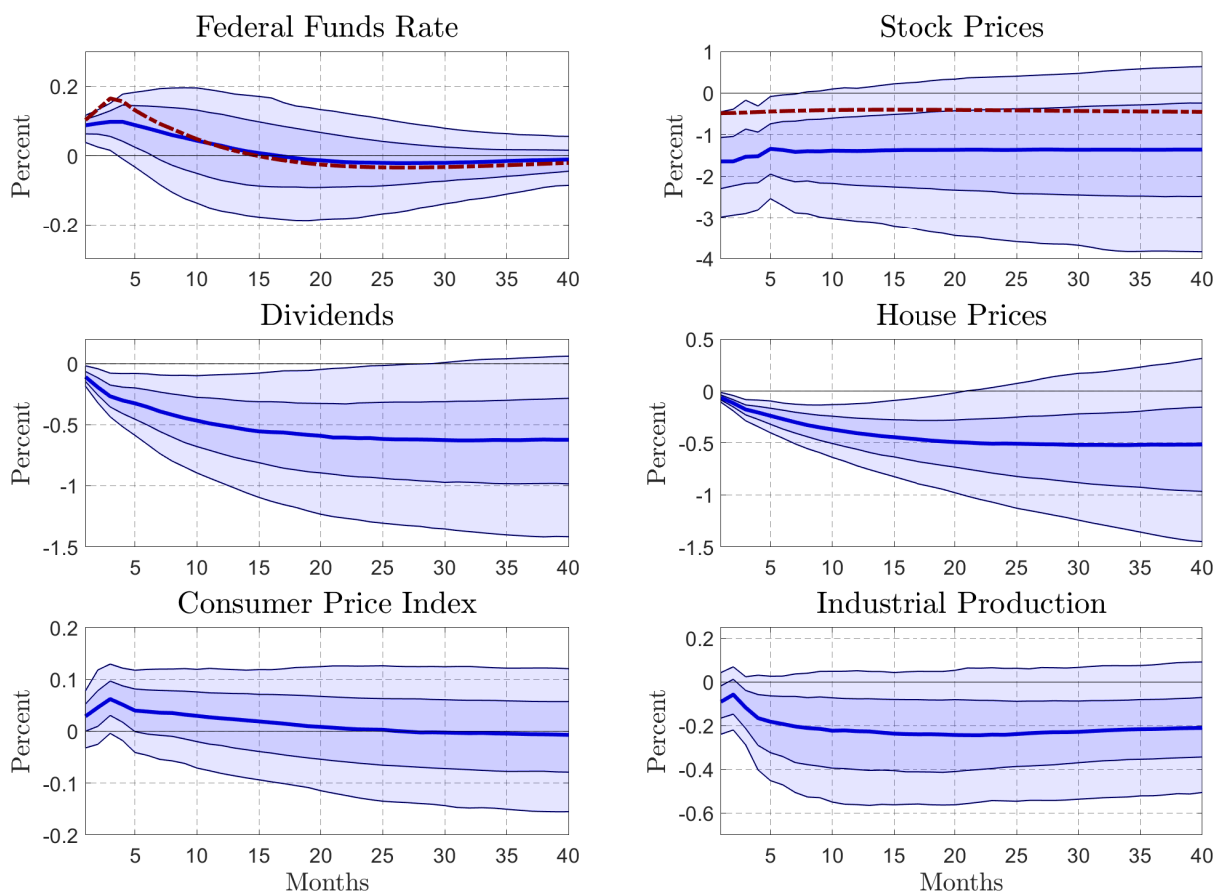 Federal Funds Rate
Percent
0.2
0
-0.2
5 10 15 20 25 30 35 40
Stock Prices
Percent
1
0
-1
-2
-3
-4
5 10 15 20 25 30 35 40
Dividends
Percent
0
-0.5
-1
-1.5
5 10 15 20 25 30 35 40
House Prices
Percent
0.5
0
-0.5
-1
-1.5
5 10 15 20 25 30 35 40
Consumer Price Index
Percent
0.2
0.1
0
-0.1
-0.2
5 10 15 20 25 30 35 40
Months
Industrial Production
Percent
0.2
0
-0.2
-0.4
-0.6
5 10 15 20 25 30 35 40
Months